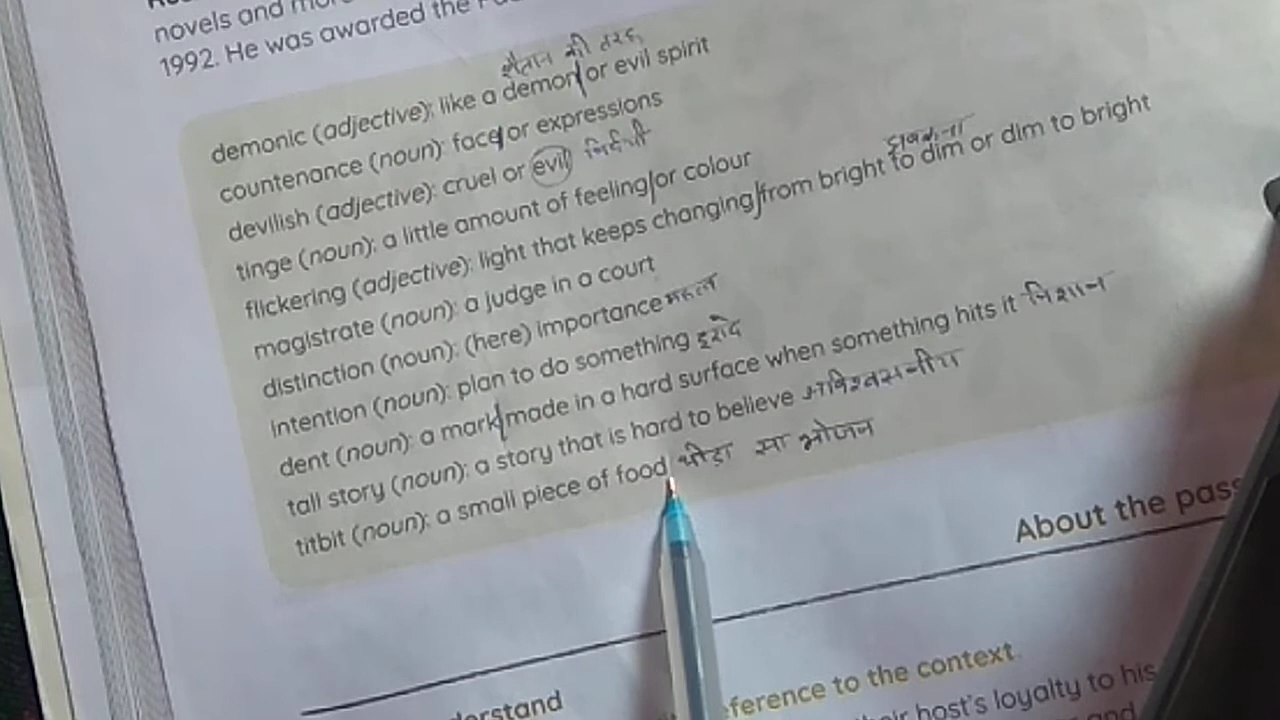 novels and
1992. He was awarded the
शैतान की तरह
demonic (adjective): like a demon or evil spirit
countenance (noun): face or expressions
devilish (adjective): cruel or evil निर्दयी
tinge (noun): a little amount of feeling or colour
flickering (adjective): light that keeps changing from bright to dim or dim to bright
magistrate (noun): a judge in a court
distinction (noun): (here) importance महत्व
intention (noun): plan to do something इरादे
dent (noun): a mark made in a hard surface when something hits it निशान
tall story (noun): a story that is hard to believe अविश्वसनीय
titbit (noun): a small piece of food थोड़ा सा भोजन
About the
ference to the context.
host's loyalty to his
and